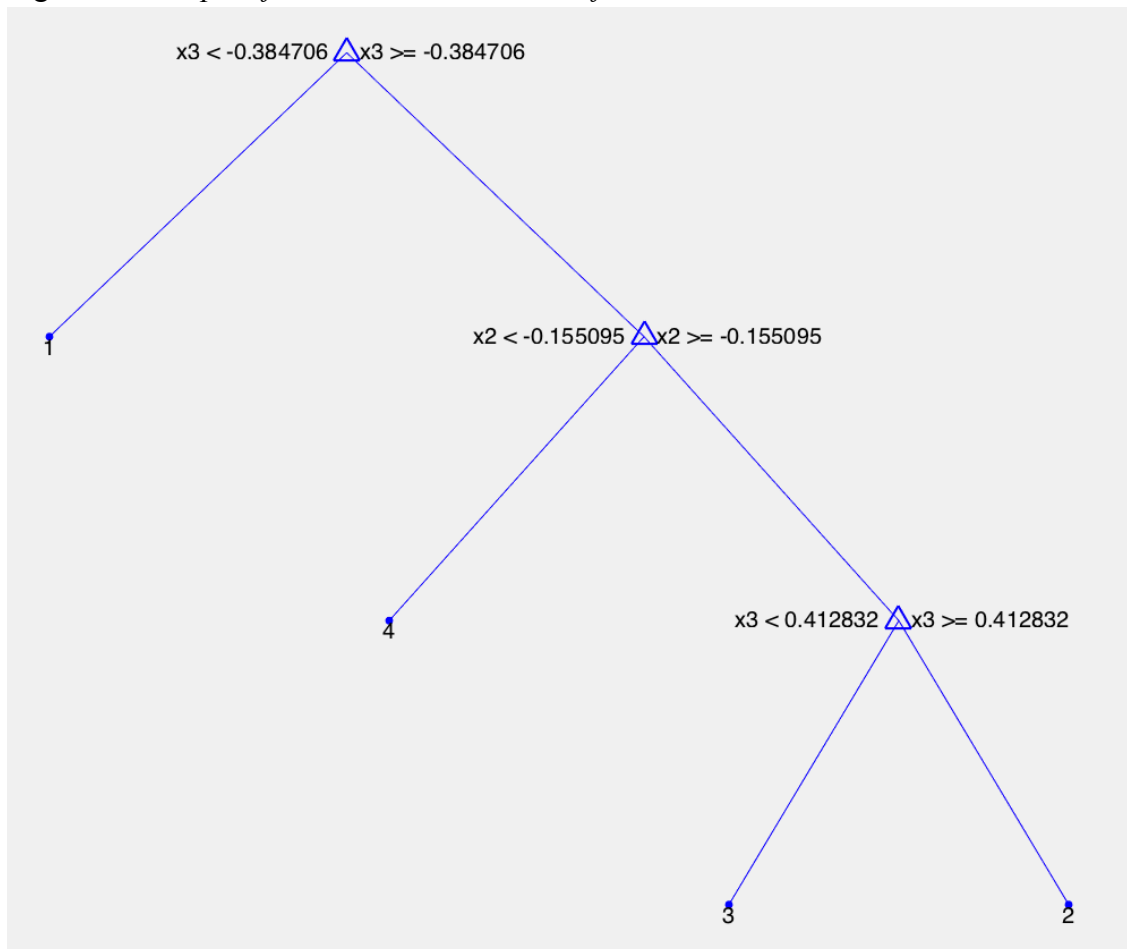 x3 < -0.384706 x3 >= -0.384706
1
x2 < -0.155095 x2 >= -0.155095
4
x3 < 0.412832 x3 >= 0.412832
3
2